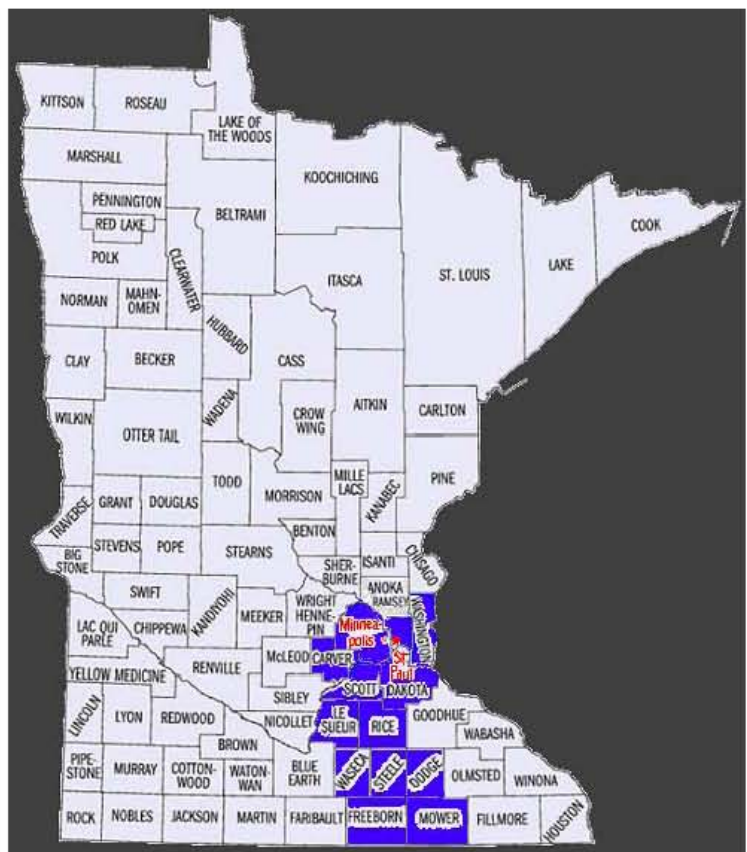 KITTSON
ROSEAU
LAKE OF
THE WOODS
MARSHALL
KOOCHICHING
PENNINGTON
RED LAKE
BELTRAMI
POLK
CLEARWATER
ITASCA
ST. LOUIS
LAKE
COOK
NORMAN
MAHN-
OMEN
HUBBARD
CASS
CLAY
BECKER
WADENA
CROW
WING
AITKIN
CARLTON
WILKIN
OTTER TAIL
TODD
MORRISON
MILLE
LACS
KANABEC
PINE
TRAVERSE
GRANT
DOUGLAS
BENTON
BIG
STONE
STEVENS
POPE
STEARNS
SHER-
BURNE
ISANTI
CHISAGO
SWIFT
KANDIYOHI
MEEKER
WRIGHT
ANOKA
RAMSEY
WASHINGTON
HENNE-
PIN
Minnea-
polis
St
Paul
LAC QUI
PARLE
CHIPPEWA
McLEOD
CARVER
YELLOW MEDICINE
RENVILLE
SCOTT
DAKOTA
SIBLEY
LINCOLN
LYON
REDWOOD
NICOLLET
LE
SUEUR
RICE
GOODHUE
WABASHA
BROWN
PIPE-
STONE
MURRAY
COTTON-
WOOD
WATON-
WAN
BLUE
EARTH
WASECA
STELLE
DODGE
OLMSTED
WINONA
ROCK
NOBLES
JACKSON
MARTIN
FARIBAULT
FREEBORN
MOWER
FILLMORE
HOUSTON